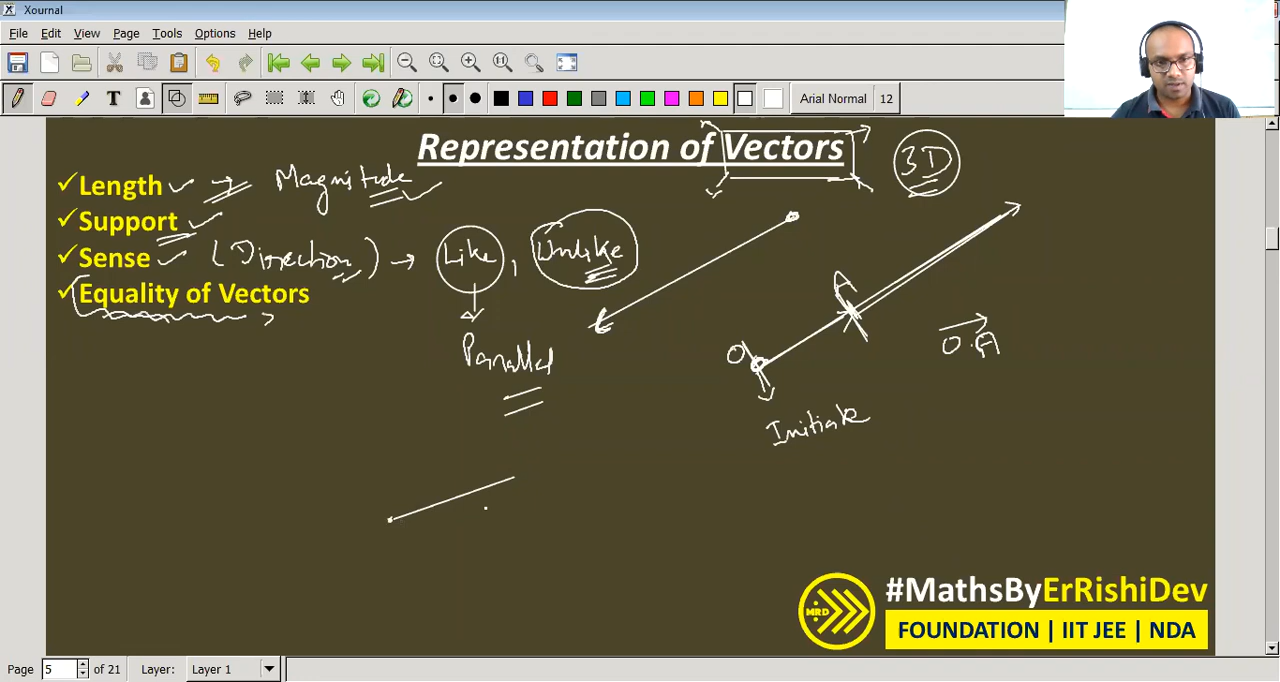 Xournal
File Edit View Page Tools Options Help
Arial Normal 12
Representation of Vectors 3D
✓Length → Magnitude
✓Support
✓Sense (Direction) → Like, Unlike
✓Equality of Vectors
Parallel
A
O
OA
Initial
MRD
#MathsByErRishiDev
FOUNDATION | IIT JEE | NDA
Page 5 of 21 Layer: Layer 1